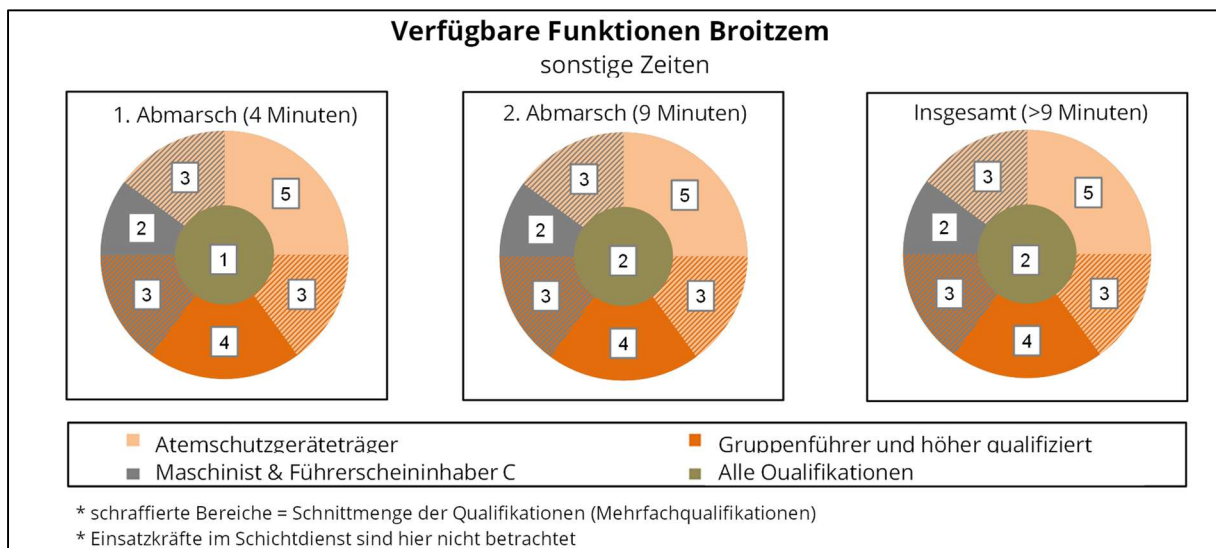 Verfügbare Funktionen Broitzem
sonstige Zeiten
1. Abmarsch (4 Minuten)
3
5
2
1
3
3
4
2. Abmarsch (9 Minuten)
3
5
2
2
3
3
4
Insgesamt (>9 Minuten)
3
5
2
2
3
3
4
Atemschutzgeräteträger
Gruppenführer und höher qualifiziert
Maschinist & Führerscheininhaber C
Alle Qualifikationen
* schraffierte Bereiche = Schnittmenge der Qualifikationen (Mehrfachqualifikationen)
* Einsatzkräfte im Schichtdienst sind hier nicht betrachtet